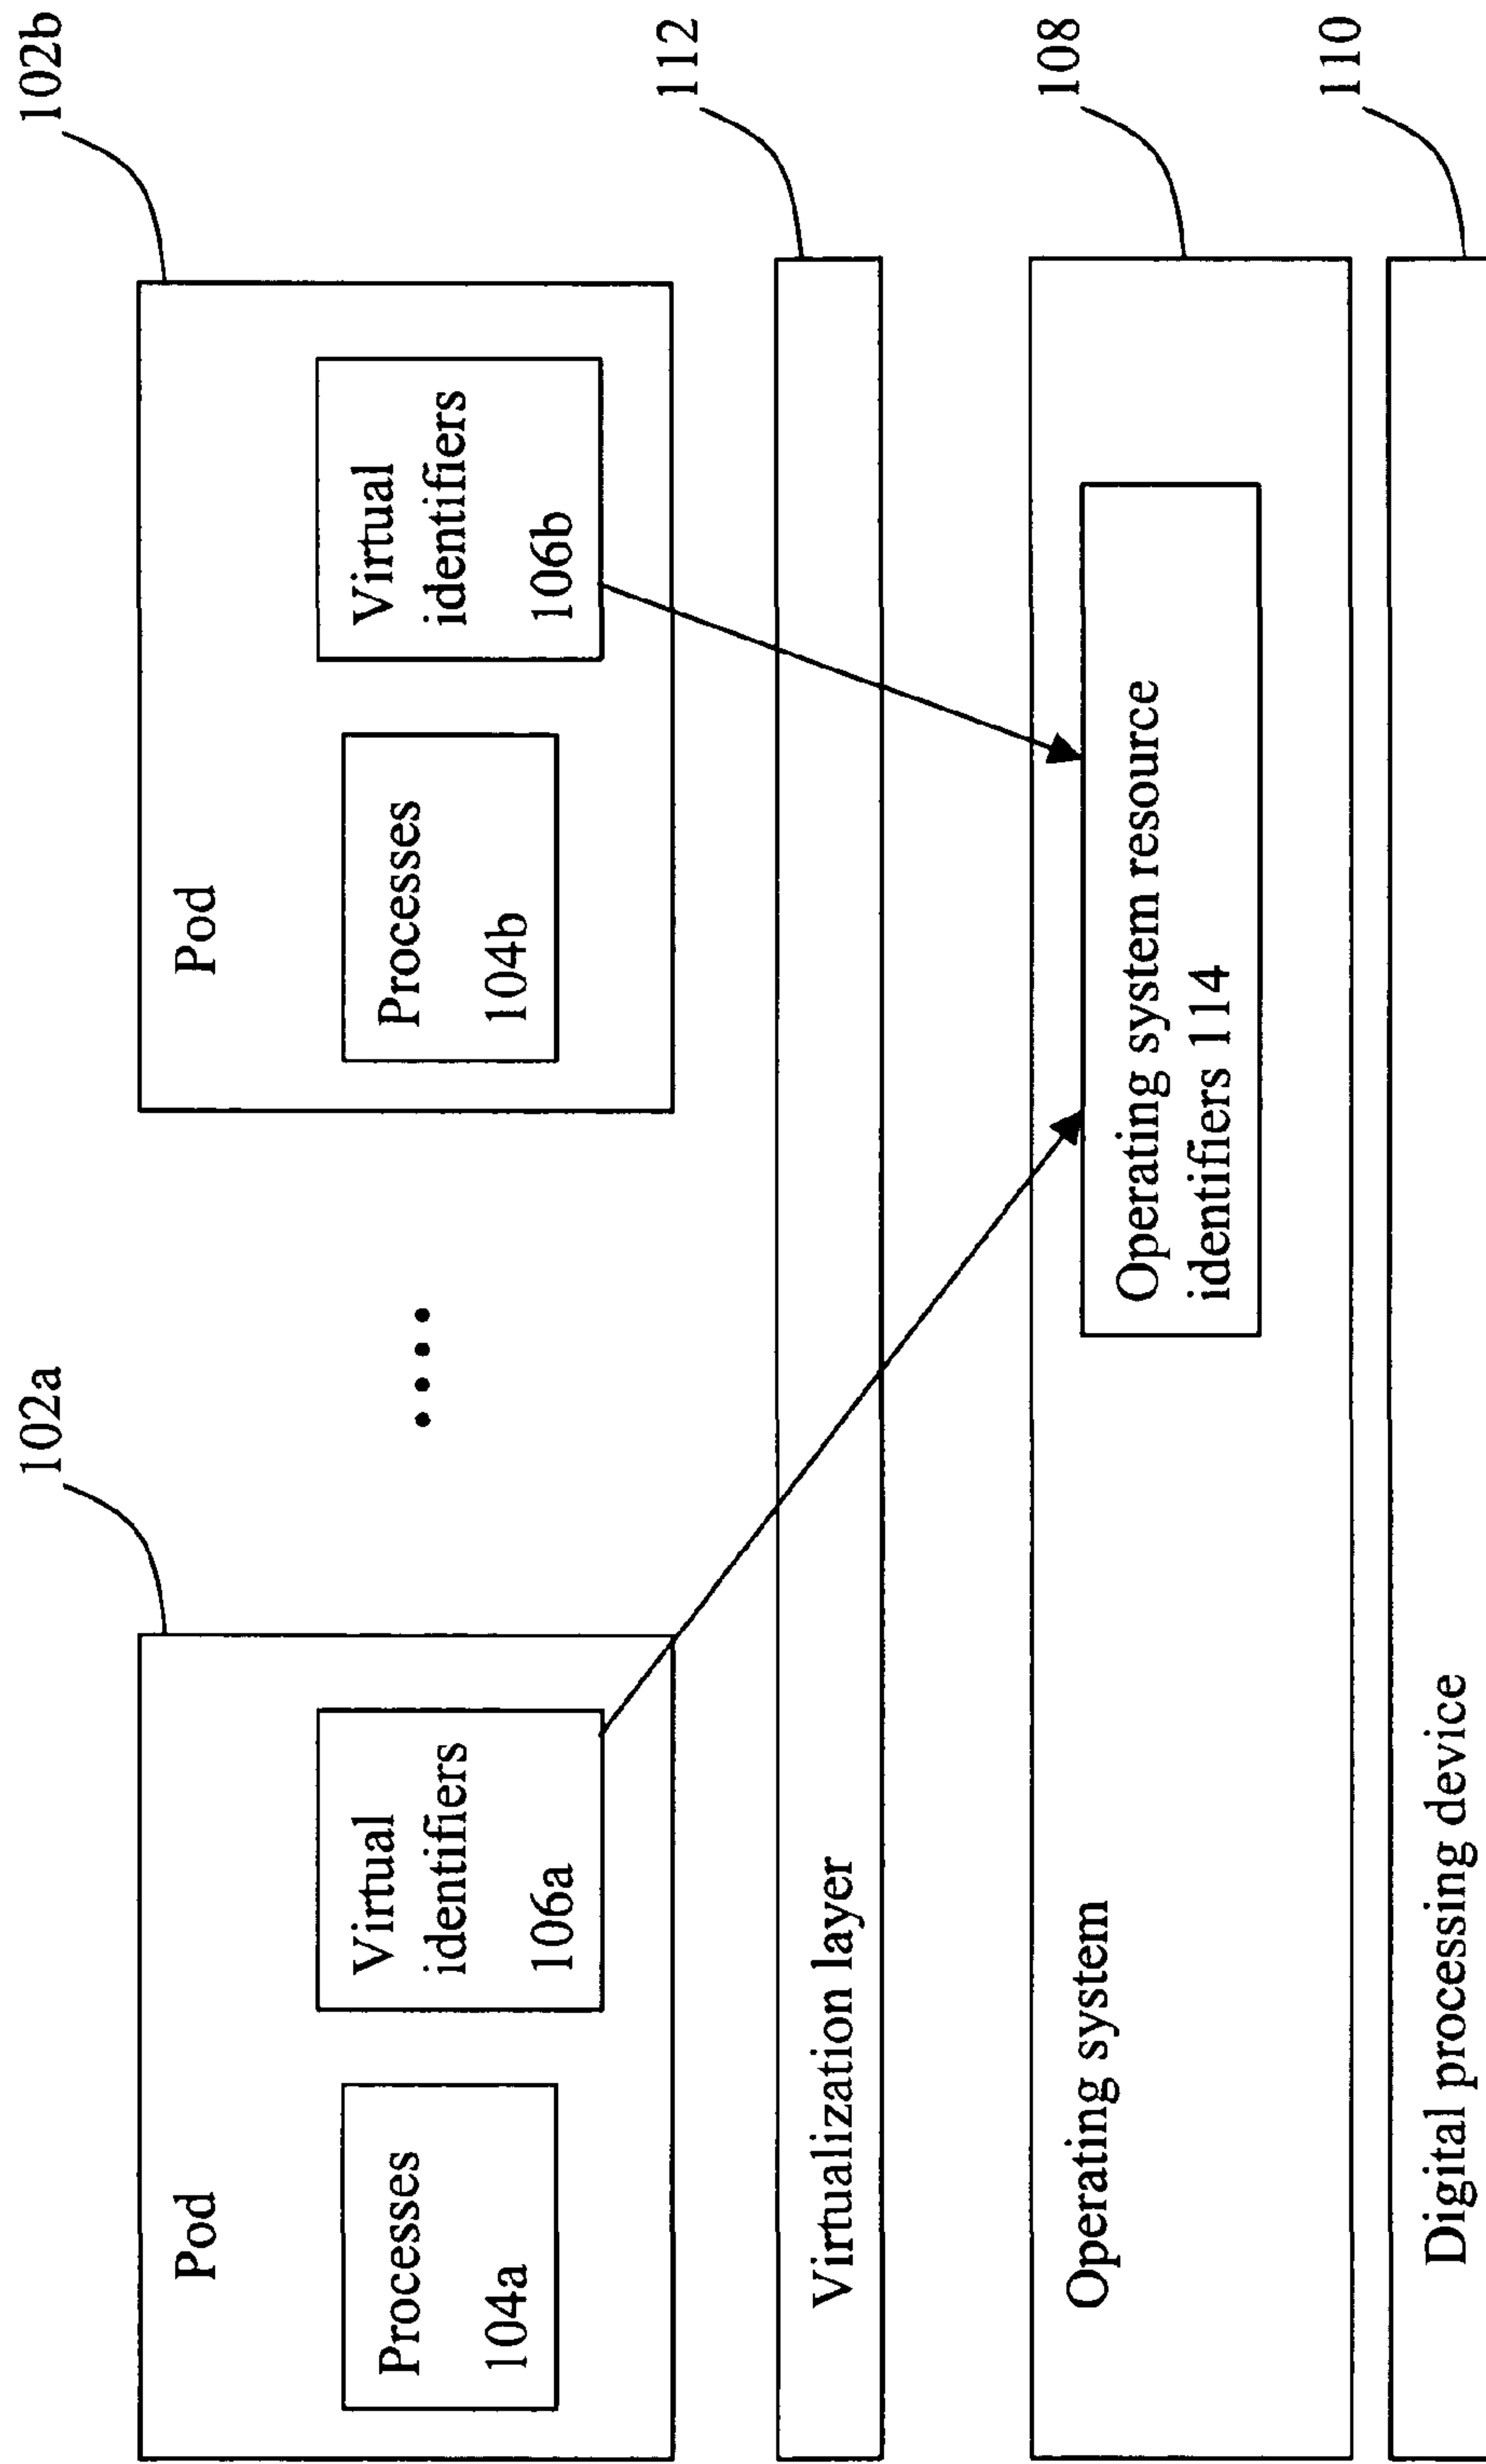 102a
102b
Pod
Processes
104a
Virtual
identifiers
106a
Pod
Processes
104b
Virtual
identifiers
106b
Virtualization layer
112
Operating system
108
Operating system resource
identifiers 114
Digital processing device
110